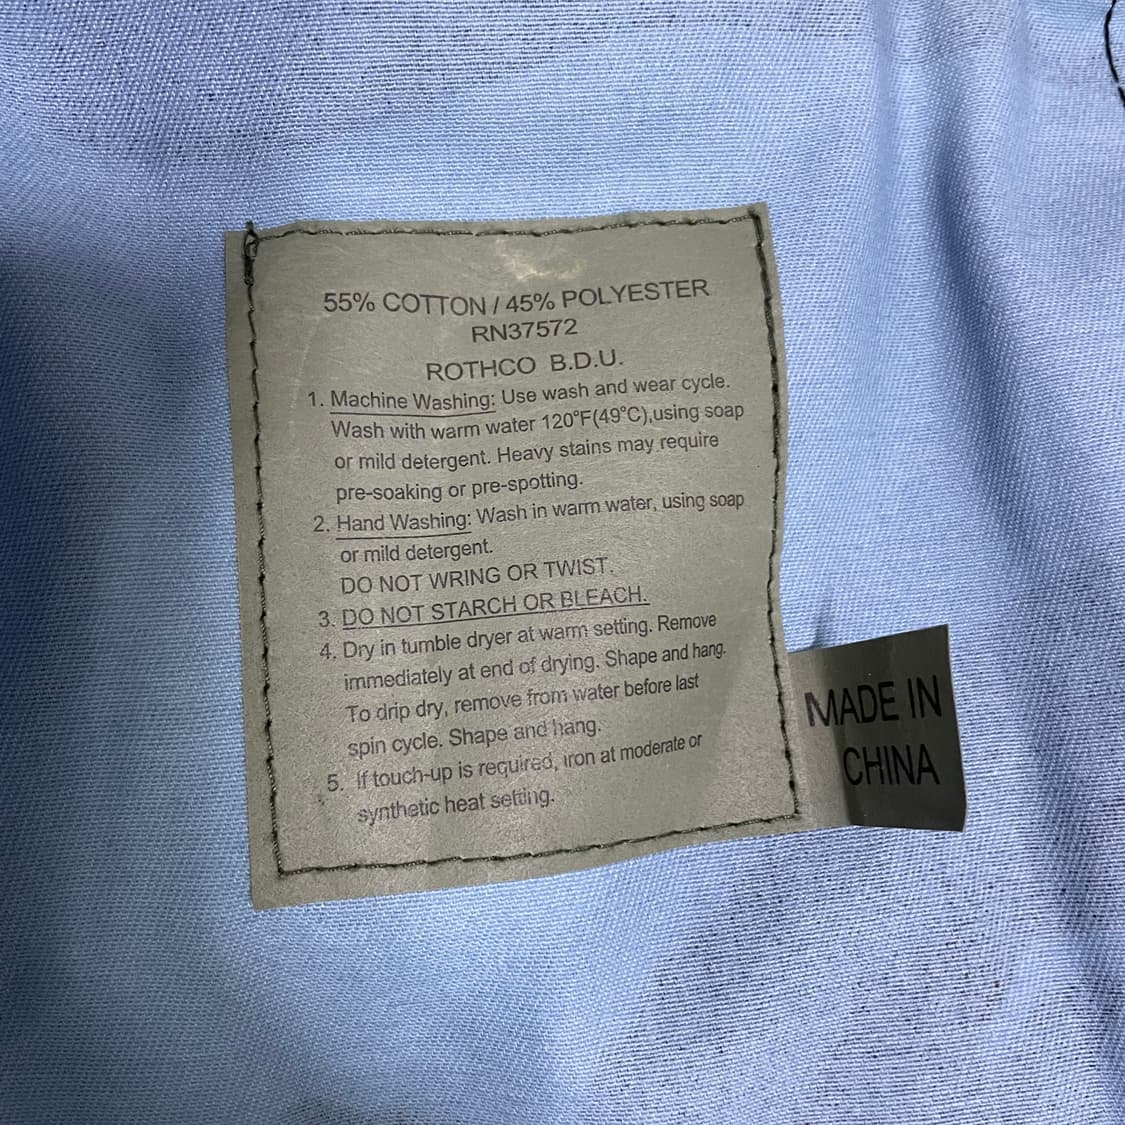 55% COTTON / 45% POLYESTER
RN37572
ROTHCO B.D.U.
1. Machine Washing: Use wash and wear cycle.
Wash with warm water 120°F(49°C),using soap
or mild detergent. Heavy stains may require
pre-soaking or pre-spotting.
2. Hand Washing: Wash in warm water, using soap
or mild detergent.
DO NOT WRING OR TWIST.
3. DO NOT STARCH OR BLEACH.
4. Dry in tumble dryer at warm setting. Remove
immediately at end of drying. Shape and hang.
To drip dry, remove from water before last
spin cycle. Shape and hang.
5. If touch-up is required, iron at moderate or
synthetic heat setting.
MADE IN
CHINA